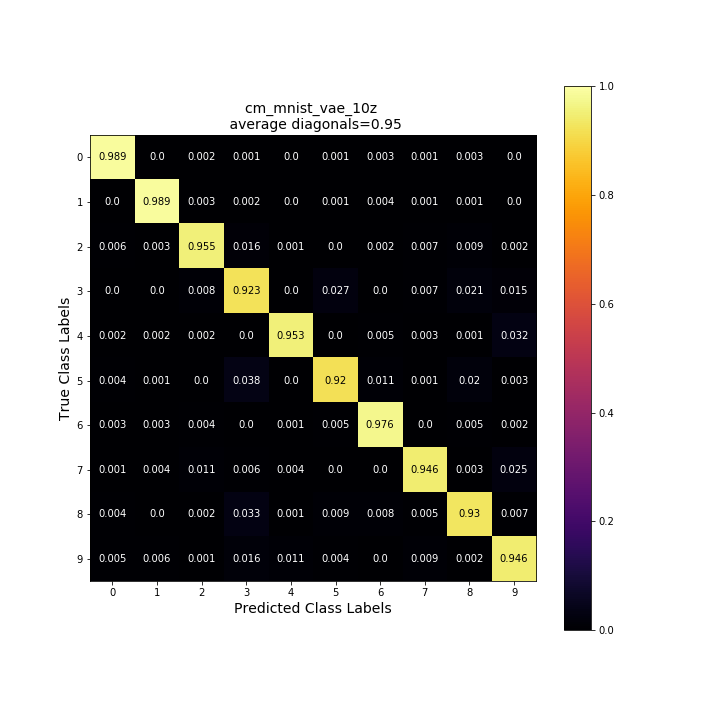 cm_mnist_vae_10z
average diagonals=0.95
1.0
0.8
0.6
0.4
0.2
0.0
True Class Labels
0 0.989 0.0 0.002 0.001 0.0 0.001 0.003 0.001 0.003 0.0
1 0.0 0.989 0.003 0.002 0.0 0.001 0.004 0.001 0.001 0.0
2 0.006 0.003 0.955 0.016 0.001 0.0 0.002 0.007 0.009 0.002
3 0.0 0.0 0.008 0.923 0.0 0.027 0.0 0.007 0.021 0.015
4 0.002 0.002 0.002 0.0 0.953 0.0 0.005 0.003 0.001 0.032
5 0.004 0.001 0.0 0.038 0.0 0.92 0.011 0.001 0.02 0.003
6 0.003 0.003 0.004 0.0 0.001 0.005 0.976 0.0 0.005 0.002
7 0.001 0.004 0.011 0.006 0.004 0.0 0.0 0.946 0.003 0.025
8 0.004 0.0 0.002 0.033 0.001 0.009 0.008 0.005 0.93 0.007
9 0.005 0.006 0.001 0.016 0.011 0.004 0.0 0.009 0.002 0.946
0 1 2 3 4 5 6 7 8 9
Predicted Class Labels